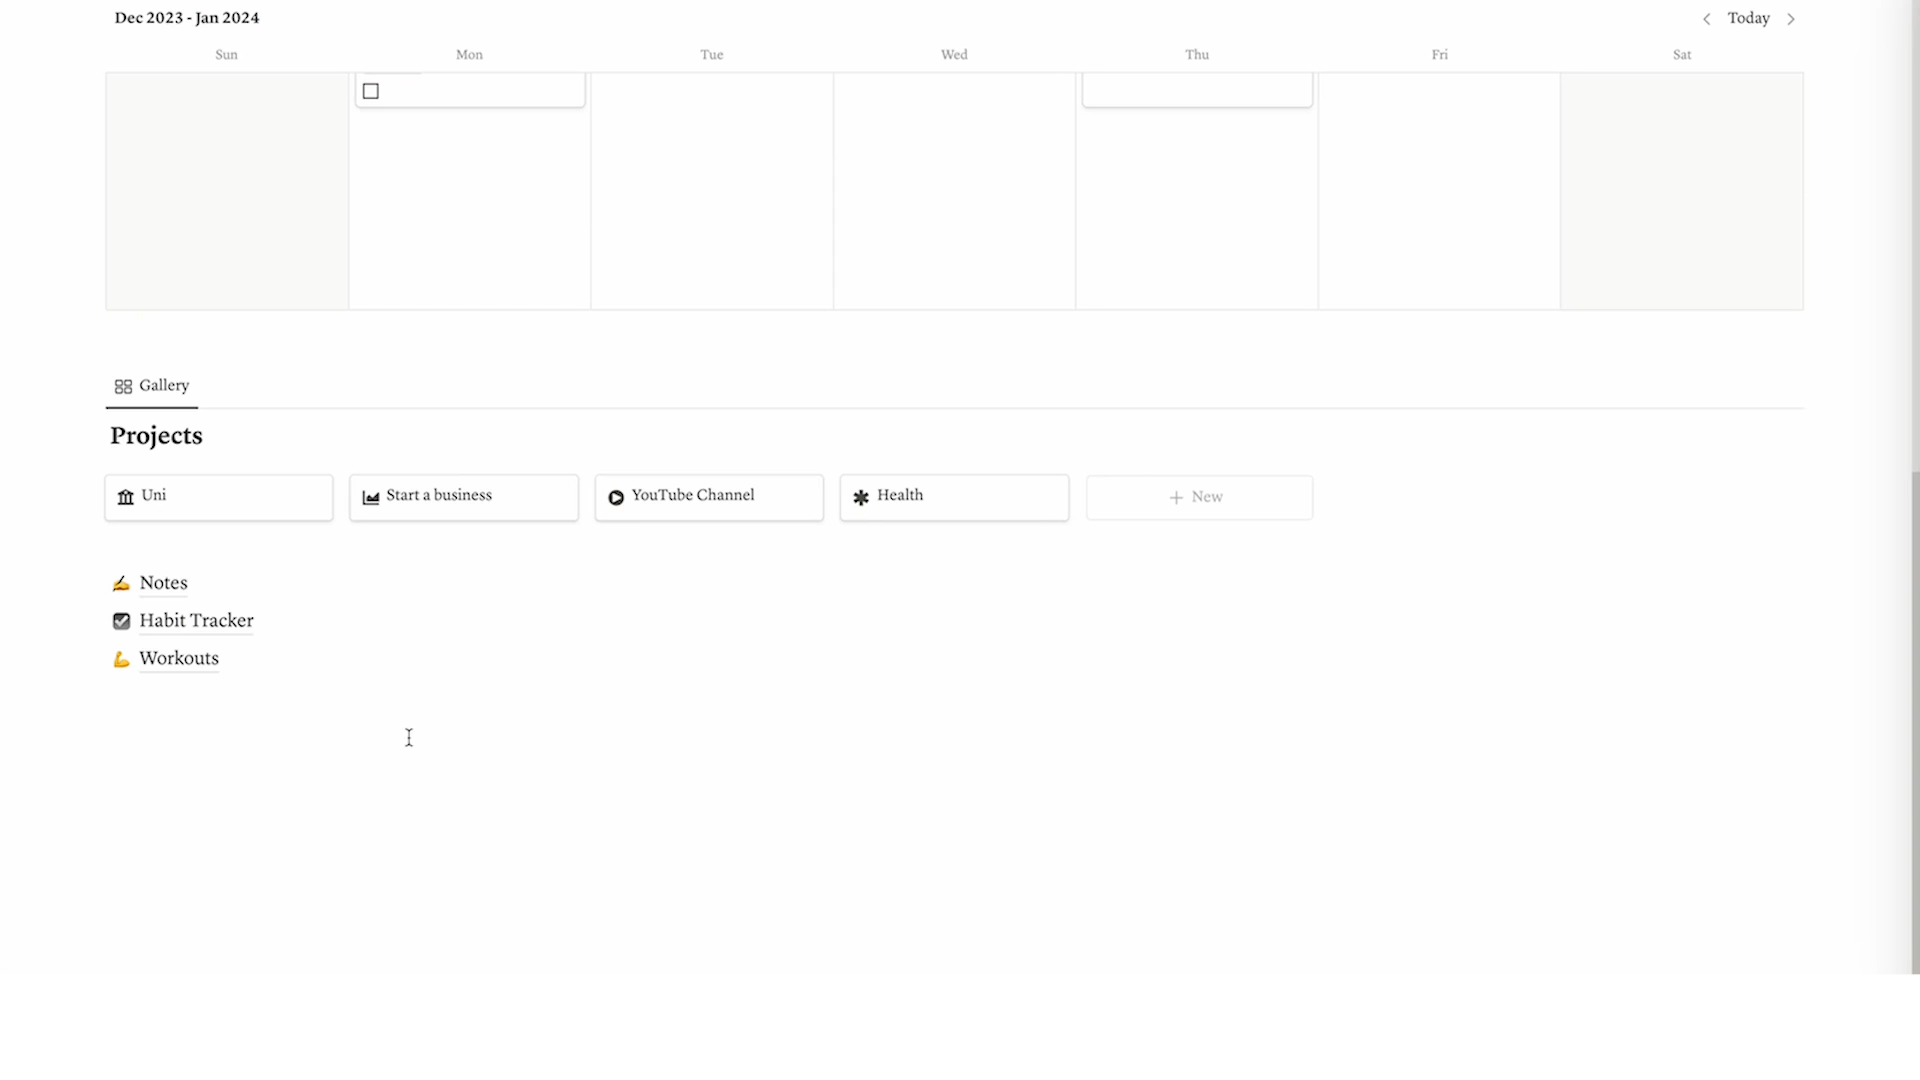 Dec 2023 - Jan 2024
Today
Sun Mon Tue Wed Thu Fri Sat
Gallery
Projects
Uni
Start a business
YouTube Channel
Health
+ New
Notes
Habit Tracker
Workouts